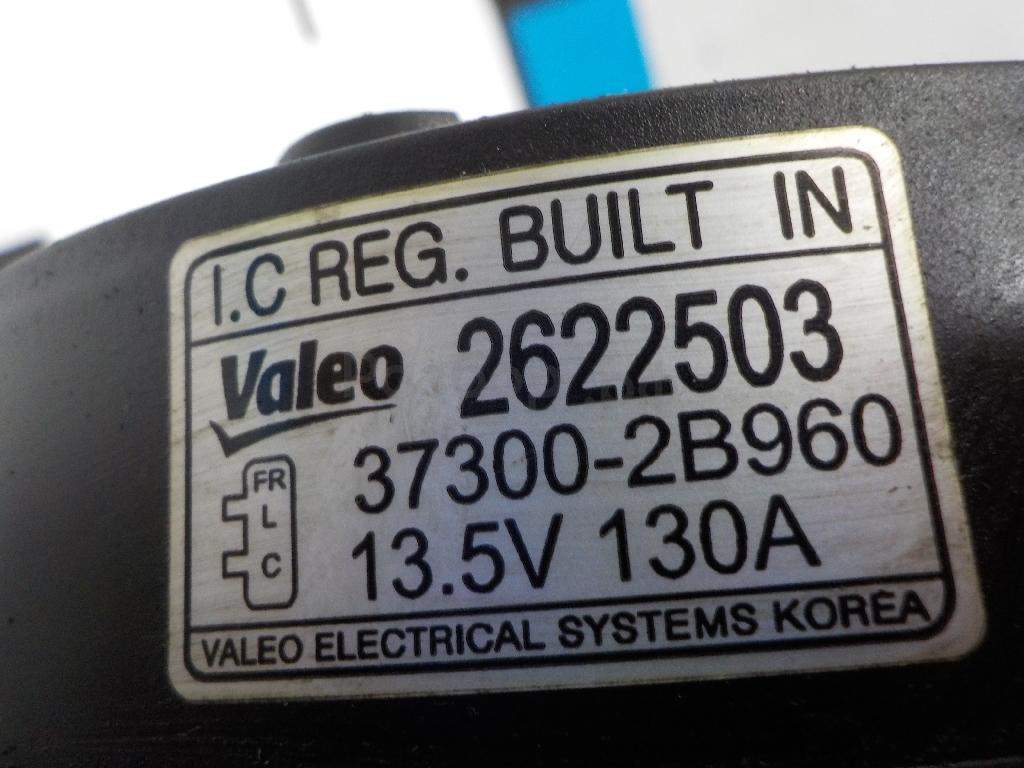 I.C REG. BUILT IN
Valeo 2622503
37300-2B960
FR
L
C
13.5V 130A
VALEO ELECTRICAL SYSTEMS KOREA